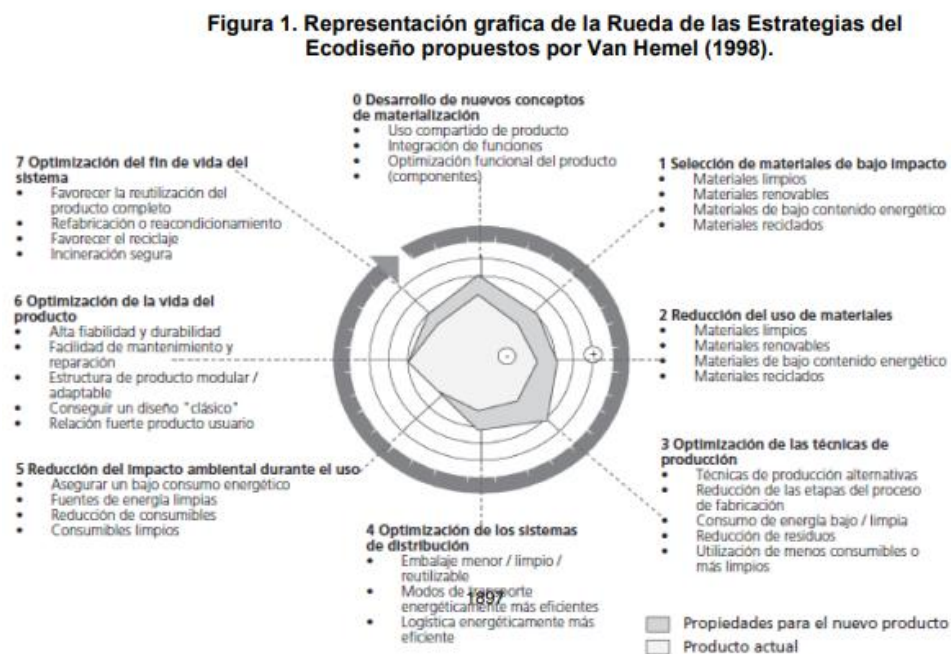 Figura 1. Representación grafica de la Rueda de las Estrategias del
Ecodiseño propuestos por Van Hemel (1998).
0 Desarrollo de nuevos conceptos
de materialización
• Uso compartido de producto
• Integración de funciones
• Optimización funcional del producto
• (componentes)
1 Selección de materiales de bajo impacto
• Materiales limpios
• Materiales renovables
• Materiales de bajo contenido energético
• Materiales reciclados
2 Reducción del uso de materiales
• Materiales limpios
• Materiales renovables
• Materiales de bajo contenido energético
• Materiales reciclados
3 Optimización de las técnicas de
producción
• Técnicas de producción alternativas
• Reducción de las etapas del proceso
de fabricación
• Consumo de energía bajo / limpia
• Reducción de residuos
• Utilización de menos consumibles o
más limpios
4 Optimización de los sistemas
de distribución
• Embalaje menor / limpio /
reutilizable
• Modos de transporte
energéticamente más eficientes
• Logística energéticamente más
eficiente
1897
5 Reducción del impacto ambiental durante el uso
• Asegurar un bajo consumo energético
• Fuentes de energía limpias
• Reducción de consumibles
• Consumibles limpios
6 Optimización de la vida del
producto
• Alta fiabilidad y durabilidad
• Facilidad de mantenimiento y
reparación
• Estructura de producto modular /
adaptable
• Conseguir un diseño "clásico"
• Relación fuerte producto usuario
7 Optimización del fin de vida del
sistema
• Favorecer la reutilización del
producto completo
• Refabricación o reacondicionamiento
• Favorecer el reciclaje
• Incineración segura
-
+
Propiedades para el nuevo producto
Producto actual